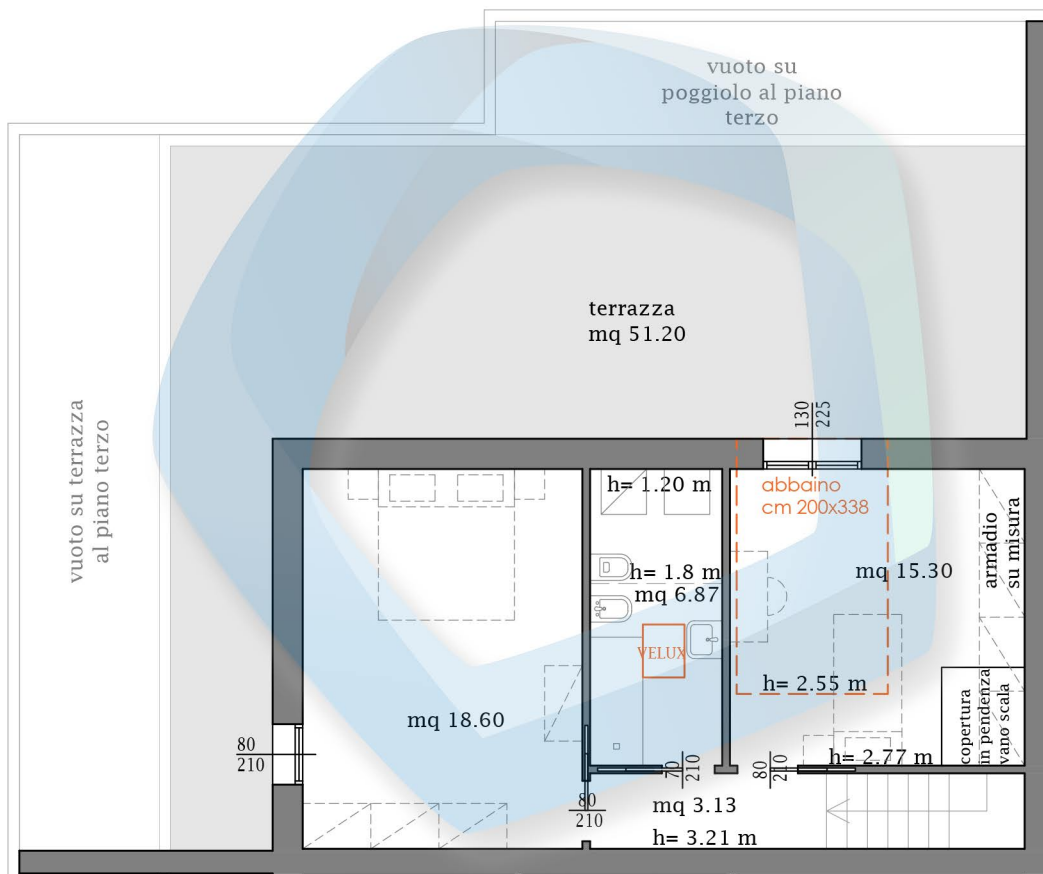 vuoto su
poggiolo al piano
terzo
terrazza
mq 51.20
vuoto su terrazza
al piano terzo
130
225
h= 1.20 m
abbaino
cm 200x338
armadio
su misura
h= 1.8 m
mq 6.87
mq 15.30
VELUX
h= 2.55 m
mq 18.60
copertura
in pendenza
vano scala
80
210
h= 2.77 m
70
210
80
210
80
210
mq 3.13
h= 3.21 m